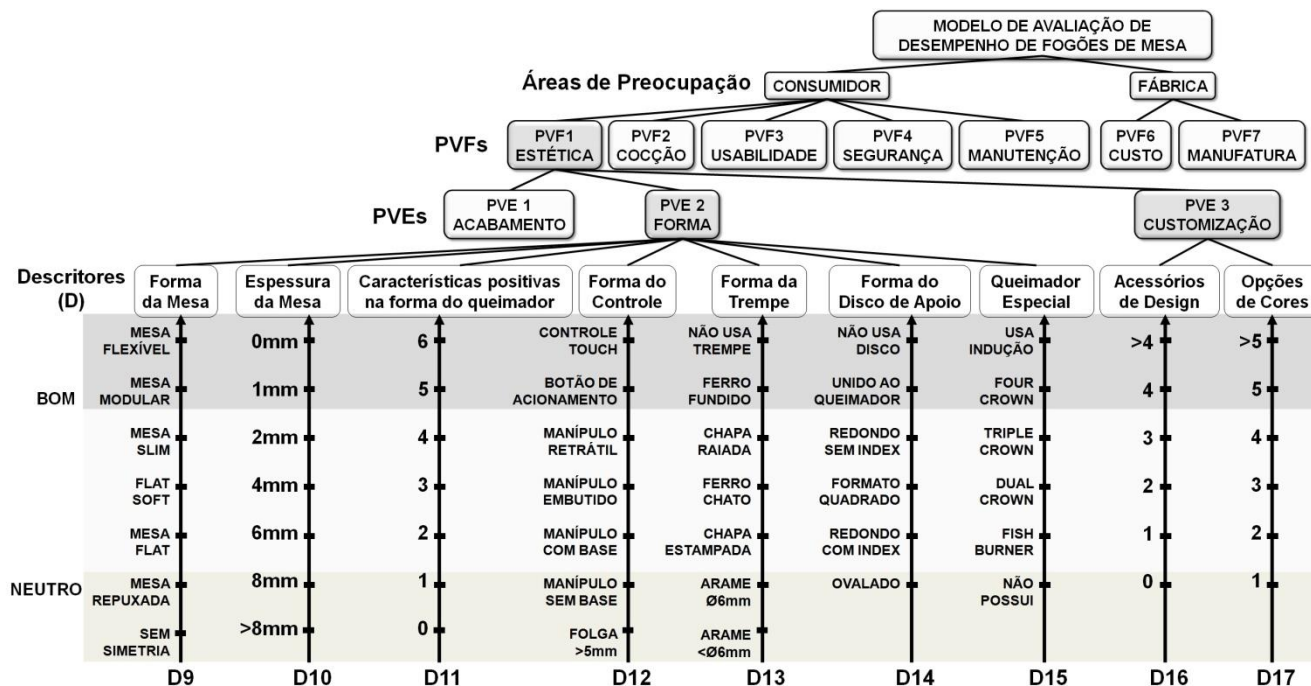 MODELO DE AVALIAÇÃO DE
DESEMPENHO DE FOGÕES DE MESA
Áreas de Preocupação
CONSUMIDOR
FÁBRICA
PVFs
PVF1
ESTÉTICA
PVF2
COCÇÃO
PVF3
USABILIDADE
PVF4
SEGURANÇA
PVF5
MANUTENÇÃO
PVF6
CUSTO
PVF7
MANUFATURA
PVEs
PVE 1
ACABAMENTO
PVE 2
FORMA
PVE 3
CUSTOMIZAÇÃO
Descritores
(D)
Forma
da Mesa
Espessura
da Mesa
Características positivas
na forma do queimador
Forma do
Controle
Forma da
Trempe
Forma do
Disco de Apoio
Queimador
Especial
Acessórios
de Design
Opções
de Cores
BOM
NEUTRO
MESA
FLEXÍVEL
MESA
MODULAR
MESA
SLIM
FLAT
SOFT
MESA
FLAT
MESA
REPUXADA
SEM
SIMETRIA
D9
0mm
1mm
2mm
4mm
6mm
8mm
>8mm
D10
6
5
4
3
2
1
0
D11
CONTROLE
TOUCH
BOTÃO DE
ACIONAMENTO
MANÍPULO
RETRÁTIL
MANÍPULO
EMBUTIDO
MANÍPULO
COM BASE
MANÍPULO
SEM BASE
FOLGA
>5mm
D12
NÃO USA
TREMPE
FERRO
FUNDIDO
CHAPA
RAIADA
FERRO
CHATO
CHAPA
ESTAMPADA
ARAME
Ø6mm
ARAME
<Ø6mm
D13
NÃO USA
DISCO
UNIDO AO
QUEIMADOR
REDONDO
SEM INDEX
FORMATO
QUADRADO
REDONDO
COM INDEX
OVALADO
D14
USA
INDUÇÃO
FOUR
CROWN
TRIPLE
CROWN
DUAL
CROWN
FISH
BURNER
NÃO
POSSUI
D15
>4
4
3
2
1
0
D16
>5
5
4
3
2
1
D17